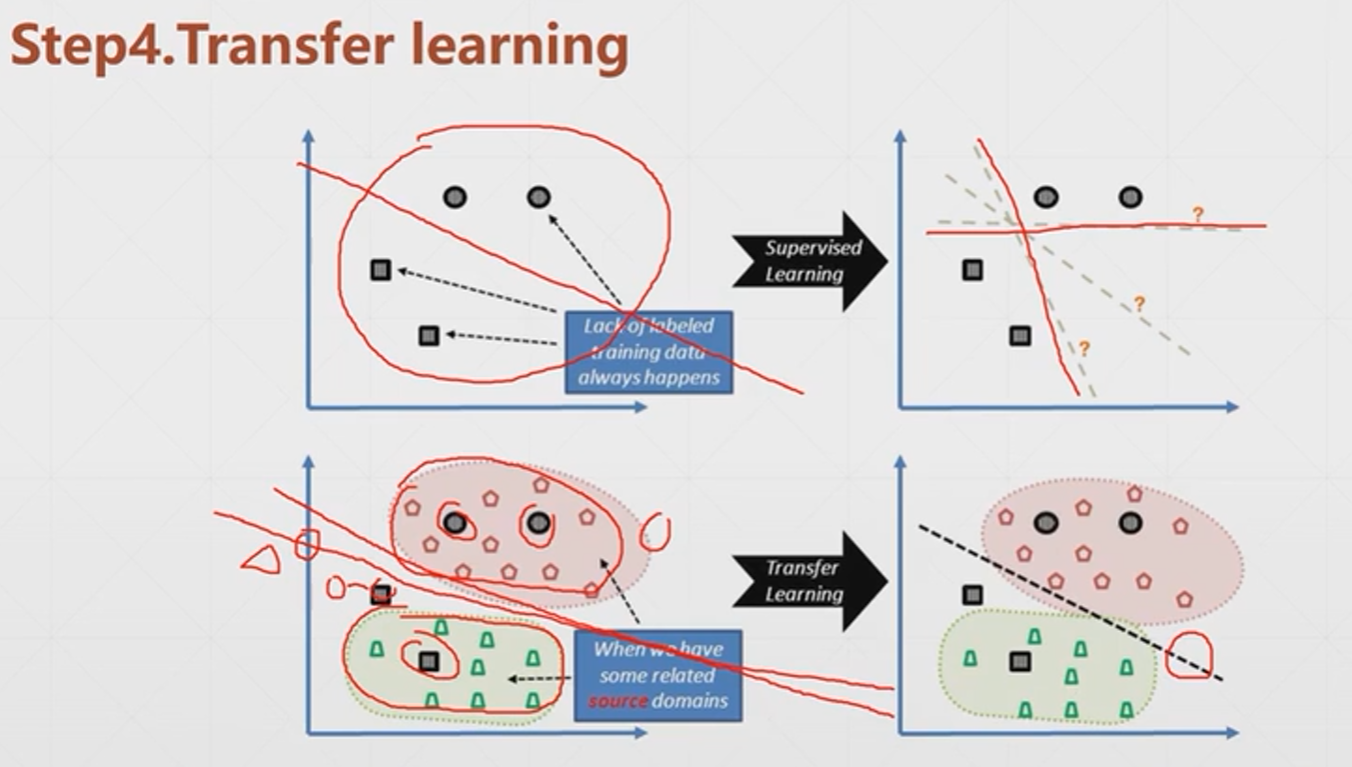 Step4.Transfer learning
Lack of labeled
training data
always happens
Supervised
Learning
?
?
?
When we have
some related
source domains
Transfer
Learning